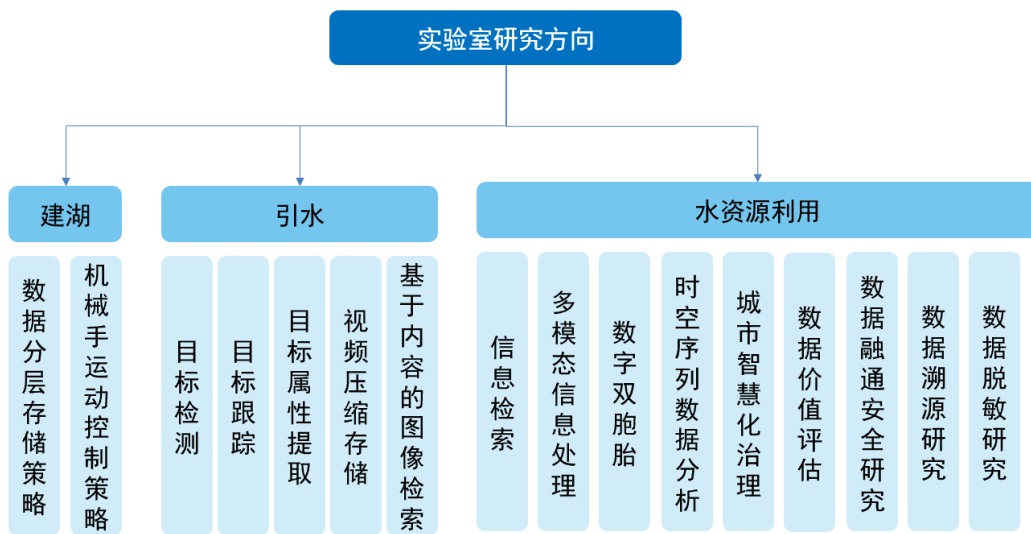 实验室研究方向
建湖
引水
水资源利用
数据分层存储策略
机械手运动控制策略
目标检测
目标跟踪
目标属性提取
视频压缩存储
基于内容的图像检索
信息检索
多模态信息处理
数字双胞胎
时空序列数据分析
城市智慧化治理
数据价值评估
数据融通安全研究
数据溯源研究
数据脱敏研究